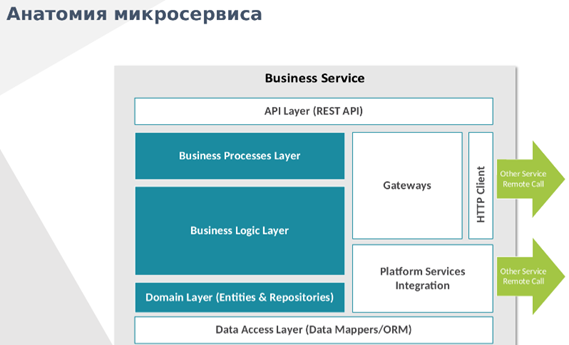 Анатомия микросервиса
Business Service
API Layer (REST API)
Business Processes Layer
Business Logic Layer
Domain Layer (Entities & Repositories)
Gateways
HTTP Client
Platform Services
Integration
Data Access Layer (Data Mappers/ORM)
Other Service
Remote Call
Other Service
Remote Call